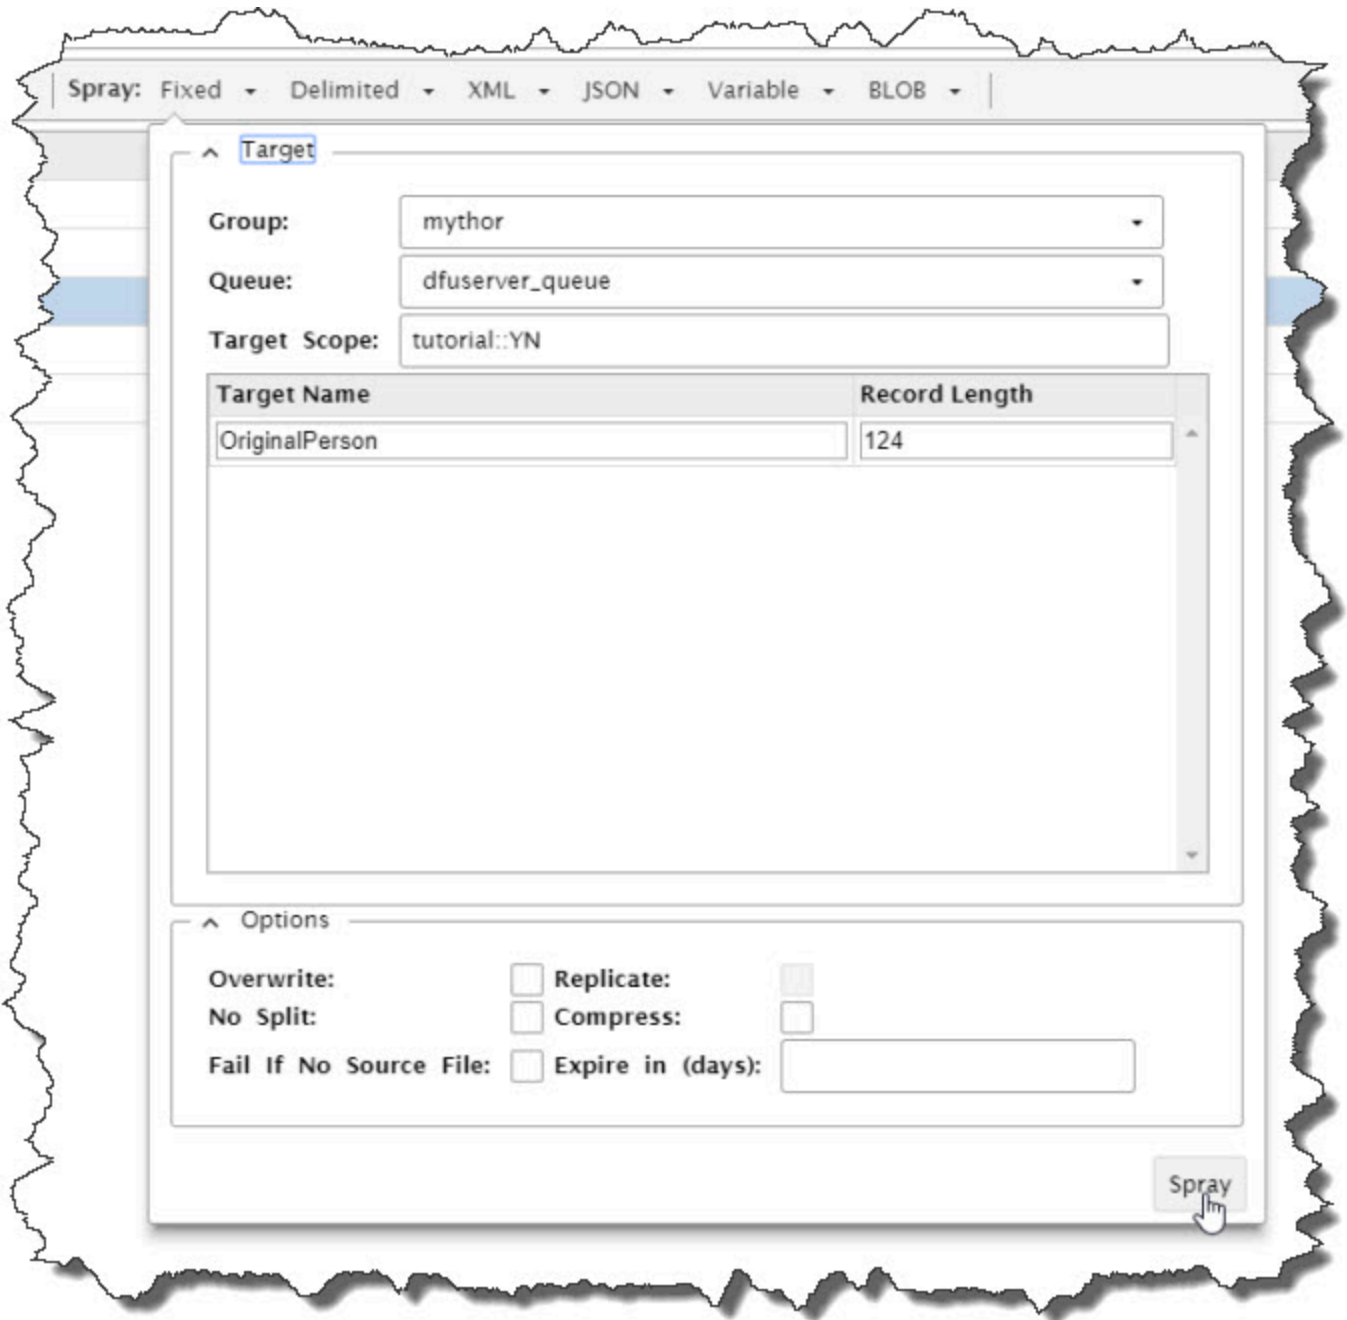 Spray: Fixed Delimited XML JSON Variable BLOB
Target
Group: mythor
Queue: dfuserver_queue
Target Scope: tutorial::YN
Target Name Record Length
OriginalPerson 124
Options
Overwrite: Replicate:
No Split: Compress:
Fail If No Source File: Expire in (days):
Spray